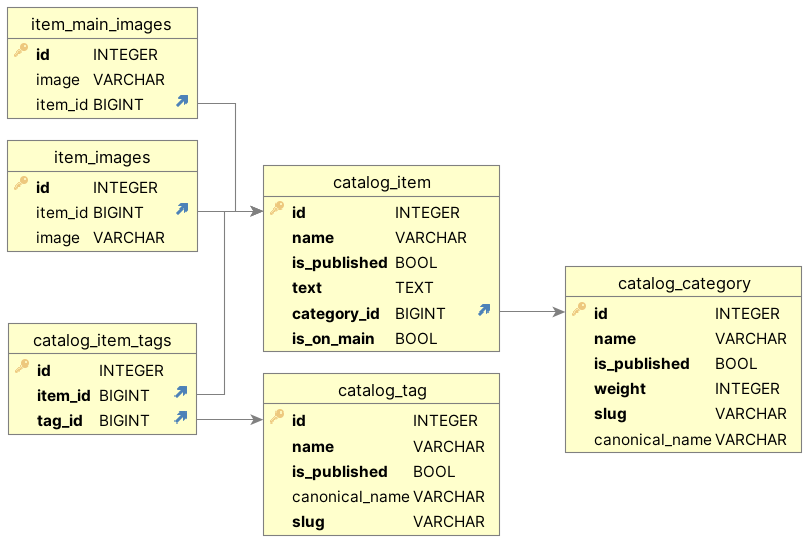 item_main_images
id INTEGER
image VARCHAR
item_id BIGINT
item_images
id INTEGER
item_id BIGINT
image VARCHAR
catalog_item
id INTEGER
name VARCHAR
is_published BOOL
text TEXT
category_id BIGINT
is_on_main BOOL
catalog_category
id INTEGER
name VARCHAR
is_published BOOL
weight INTEGER
slug VARCHAR
canonical_name VARCHAR
catalog_item_tags
id INTEGER
item_id BIGINT
tag_id BIGINT
catalog_tag
id INTEGER
name VARCHAR
is_published BOOL
canonical_name VARCHAR
slug VARCHAR